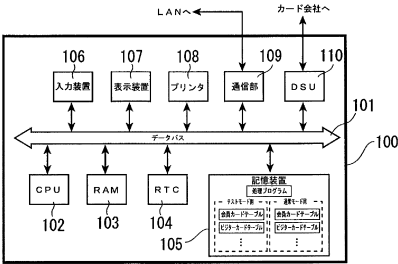 LANへ
カード会社へ
106
107
108
109
110
入力装置
表示装置
プリンタ
通信部
DSU
101
データバス
100
CPU
RAM
RTC
102
103
104
105
記憶装置
処理プログラム
テストモード用
会員カードテーブル
ビジターカードテーブル
⋮
通常モード用
会員カードテーブル
ビジターカードテーブル
⋮